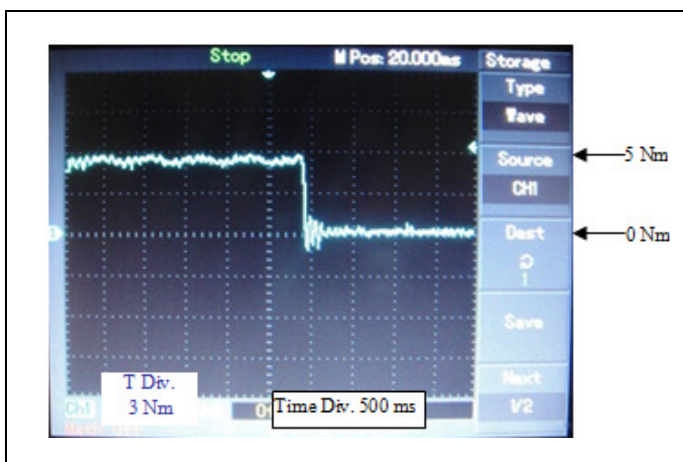 Stop
M Pos: 20.000ms
Storage
Type
Wave
Source
CH1
5 Nm
Dest
0 Nm
1
Save
T Div.
3 Nm
Time Div. 500 ms
Next
1/2
Ch1